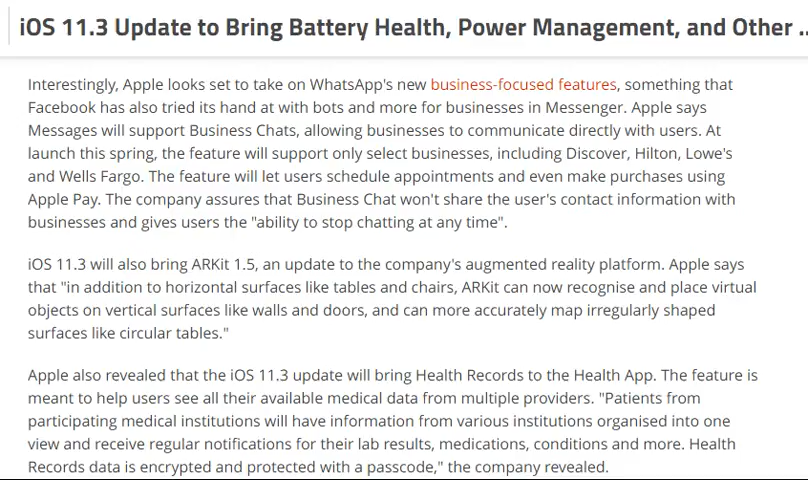 iOS 11.3 Update to Bring Battery Health, Power Management, and Other ...
Interestingly, Apple looks set to take on WhatsApp's new business-focused features, something that
Facebook has also tried its hand at with bots and more for businesses in Messenger. Apple says
Messages will support Business Chats, allowing businesses to communicate directly with users. At
launch this spring, the feature will support only select businesses, including Discover, Hilton, Lowe's
and Wells Fargo. The feature will let users schedule appointments and even make purchases using
Apple Pay. The company assures that Business Chat won't share the user's contact information with
businesses and gives users the "ability to stop chatting at any time".
iOS 11.3 will also bring ARKit 1.5, an update to the company's augmented reality platform. Apple says
that "in addition to horizontal surfaces like tables and chairs, ARKit can now recognise and place virtual
objects on vertical surfaces like walls and doors, and can more accurately map irregularly shaped
surfaces like circular tables."
Apple also revealed that the iOS 11.3 update will bring Health Records to the Health App. The feature is
meant to help users see all their available medical data from multiple providers. "Patients from
participating medical institutions will have information from various institutions organised into one
view and receive regular notifications for their lab results, medications, conditions and more. Health
Records data is encrypted and protected with a passcode," the company revealed.